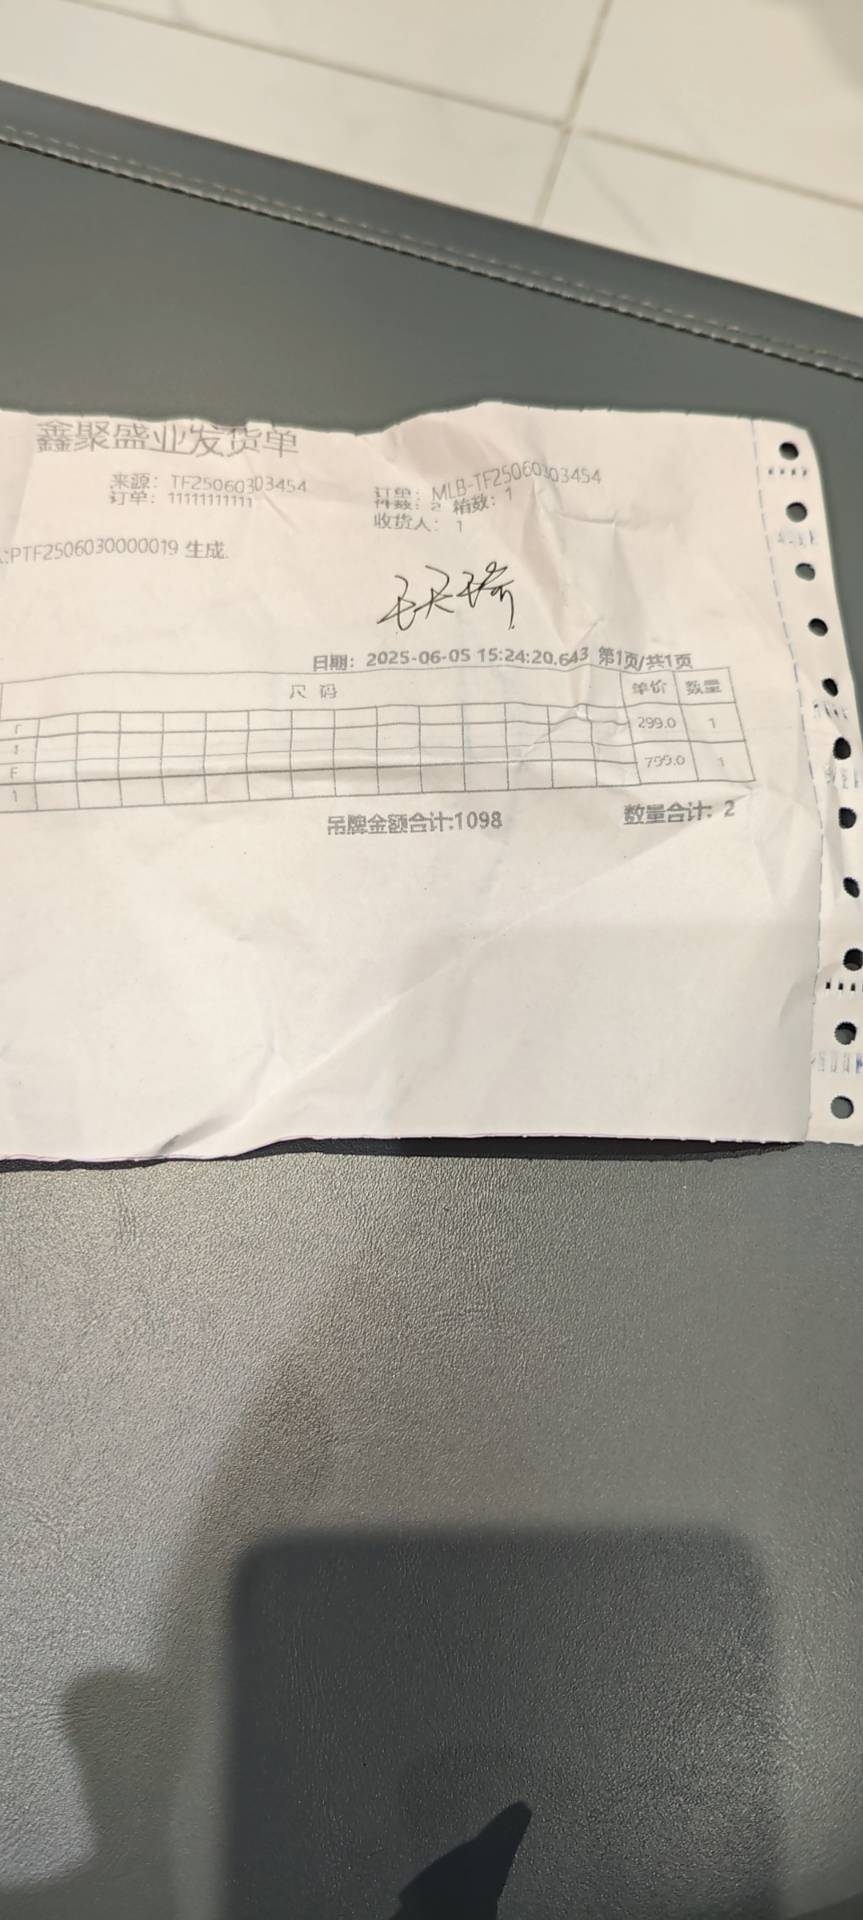 鑫聚盛业发货单
来源: TF25060303454
订单: MLB-TF25060303454
订单: 11111111111
件数: 2 箱数: 1
收货人: 1
:PTF2506030000019 生成.
日期: 2025-06-05 15:24:20.643 第1页/共1页
尺 码 单价 数量
F 299.0 1
1
F 799.0 1
1
吊牌金额合计:1098 数量合计: 2